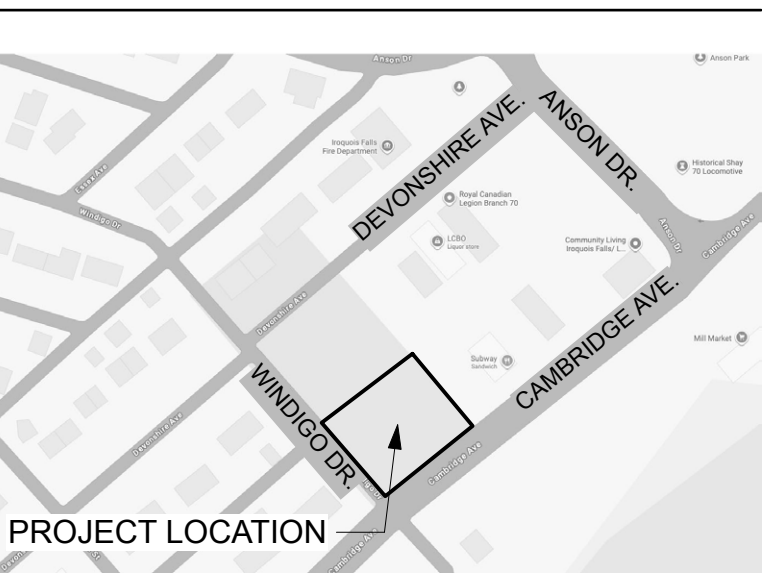 Anson Dr
Anson Park
DEVONSHIRE AVE.
ANSON DR.
Iroquois Falls
Fire Department
Historical Shay
70 Locomotive
Essex Ave
Royal Canadian
Legion Branch 70
Windigo Dr
LCBO
Liquor store
Community Living
Iroquois Falls/ L...
Anson Dr
Cambridge Ave
Devonshire Ave
CAMBRIDGE AVE.
Mill Market
Subway
Sandwich
WINDIGO DR.
Devonshire Ave
Cambridge Ave
PROJECT LOCATION
Cambridge Ave